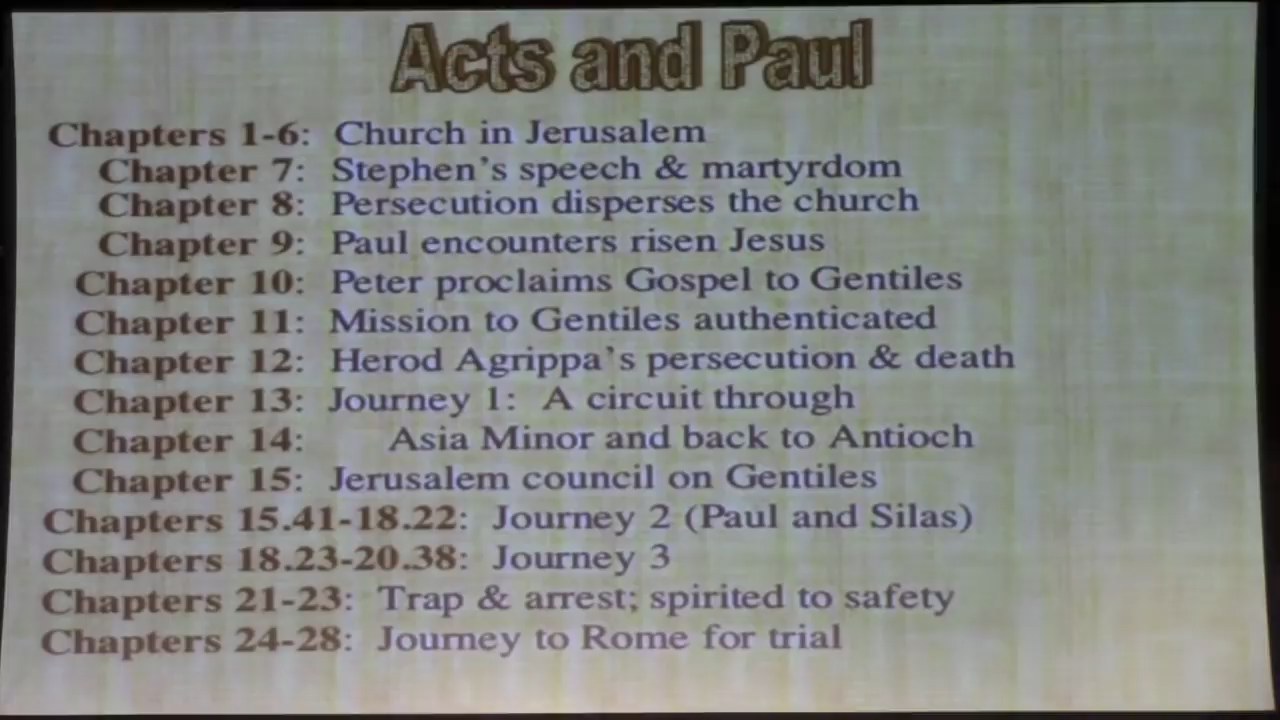 Acts and Paul
Chapters 1-6: Church in Jerusalem
Chapter 7: Stephen's speech & martyrdom
Chapter 8: Persecution disperses the church
Chapter 9: Paul encounters risen Jesus
Chapter 10: Peter proclaims Gospel to Gentiles
Chapter 11: Mission to Gentiles authenticated
Chapter 12: Herod Agrippa's persecution & death
Chapter 13: Journey 1: A circuit through
Chapter 14: Asia Minor and back to Antioch
Chapter 15: Jerusalem council on Gentiles
Chapters 15.41-18.22: Journey 2 (Paul and Silas)
Chapters 18.23-20.38: Journey 3
Chapters 21-23: Trap & arrest; spirited to safety
Chapters 24-28: Journey to Rome for trial